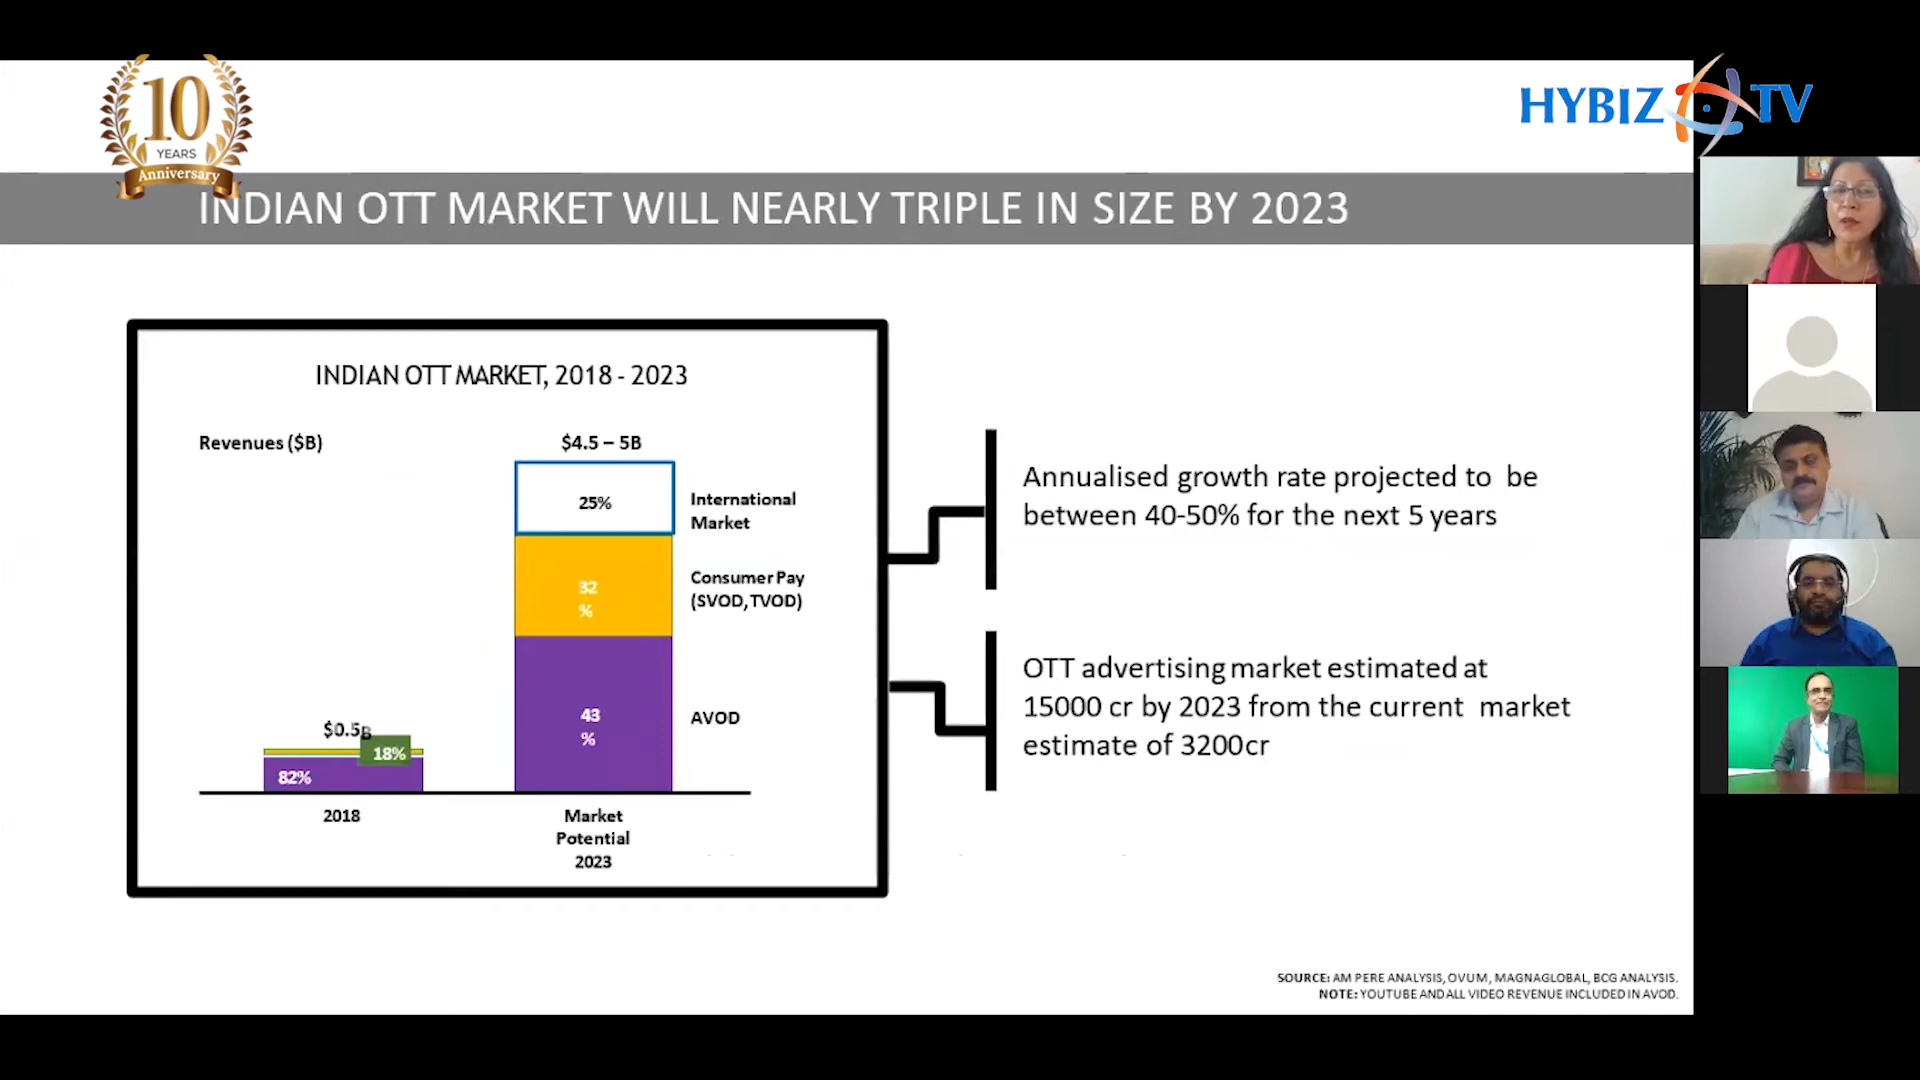 10
YEARS
Anniversary
HYBIZ TV
INDIAN OTT MARKET WILL NEARLY TRIPLE IN SIZE BY 2023
INDIAN OTT MARKET, 2018 - 2023
Revenues ($B)
$4.5 – 5B
25%
International
Market
32
%
Consumer Pay
(SVOD, TVOD)
43
%
AVOD
$0.5B
18%
82%
2018
Market
Potential
2023
Annualised growth rate projected to be
between 40-50% for the next 5 years
OTT advertising market estimated at
15000 cr by 2023 from the current market
estimate of 3200cr
SOURCE: AM PERE ANALYSIS, OVUM, MAGNAGLOBAL, BCG ANALYSIS.
NOTE: YOUTUBE AND ALL VIDEO REVENUE INCLUDED IN AVOD.